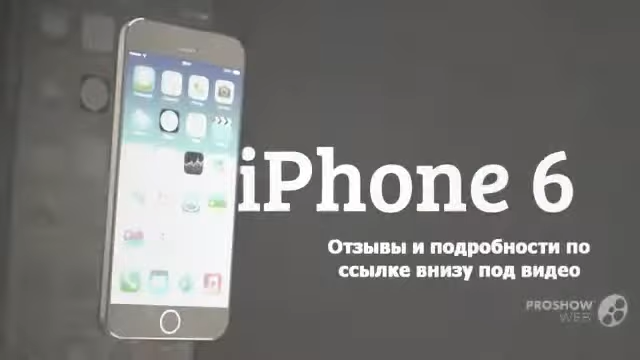 iPhone 6
Отзывы и подробности по
ссылке внизу под видео
PROSHOW
WEB